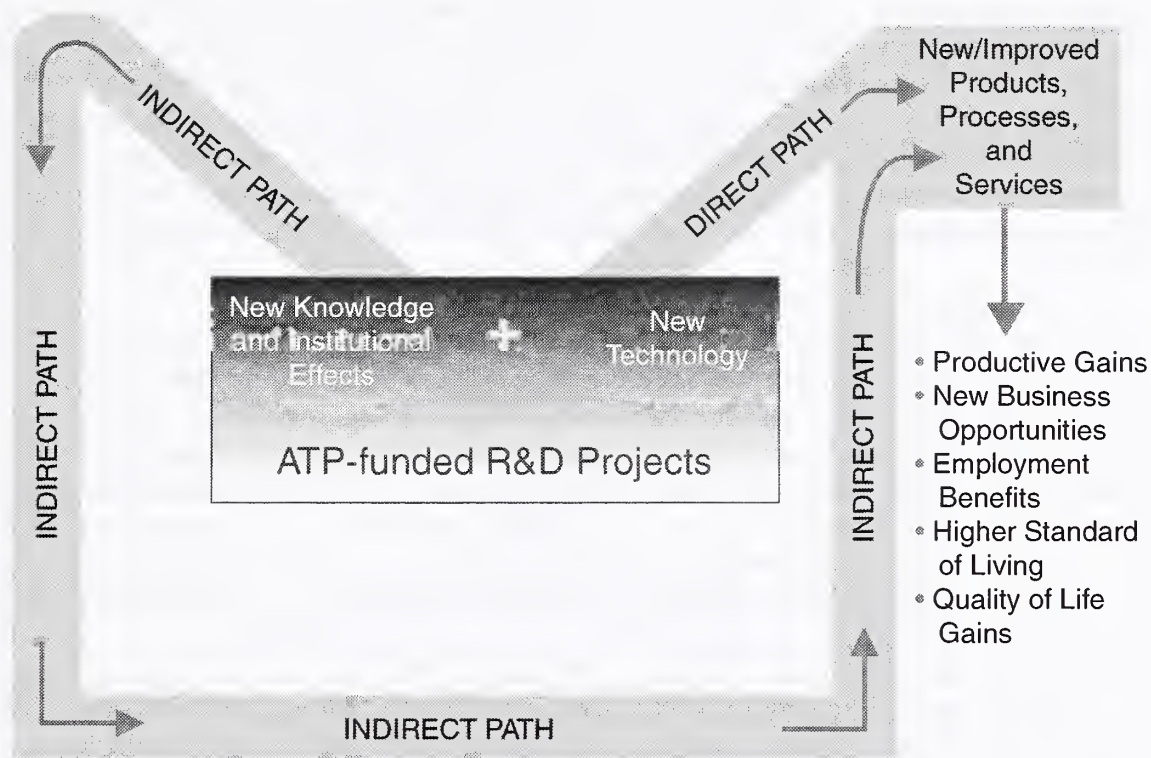 INDIRECT PATH
DIRECT PATH
New/Improved
Products,
Processes,
and
Services
New Knowledge
and Institutional
Effects
+
New
Technology
ATP-funded R&D Projects
INDIRECT PATH
INDIRECT PATH
• Productive Gains
• New Business
Opportunities
• Employment
Benefits
• Higher Standard
of Living
• Quality of Life
Gains
INDIRECT PATH